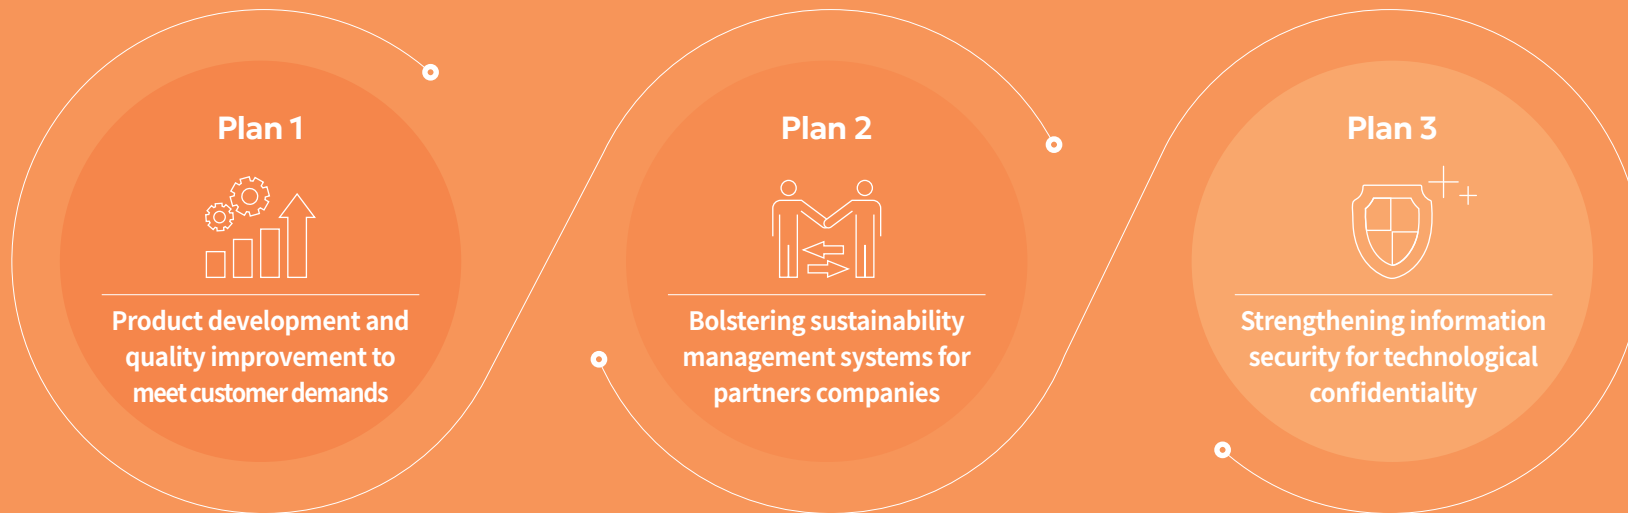 Plan 1
Product development and
quality improvement to
meet customer demands
Plan 2
Bolstering sustainability
management systems for
partners companies
Plan 3
Strengthening information
security for technological
confidentiality